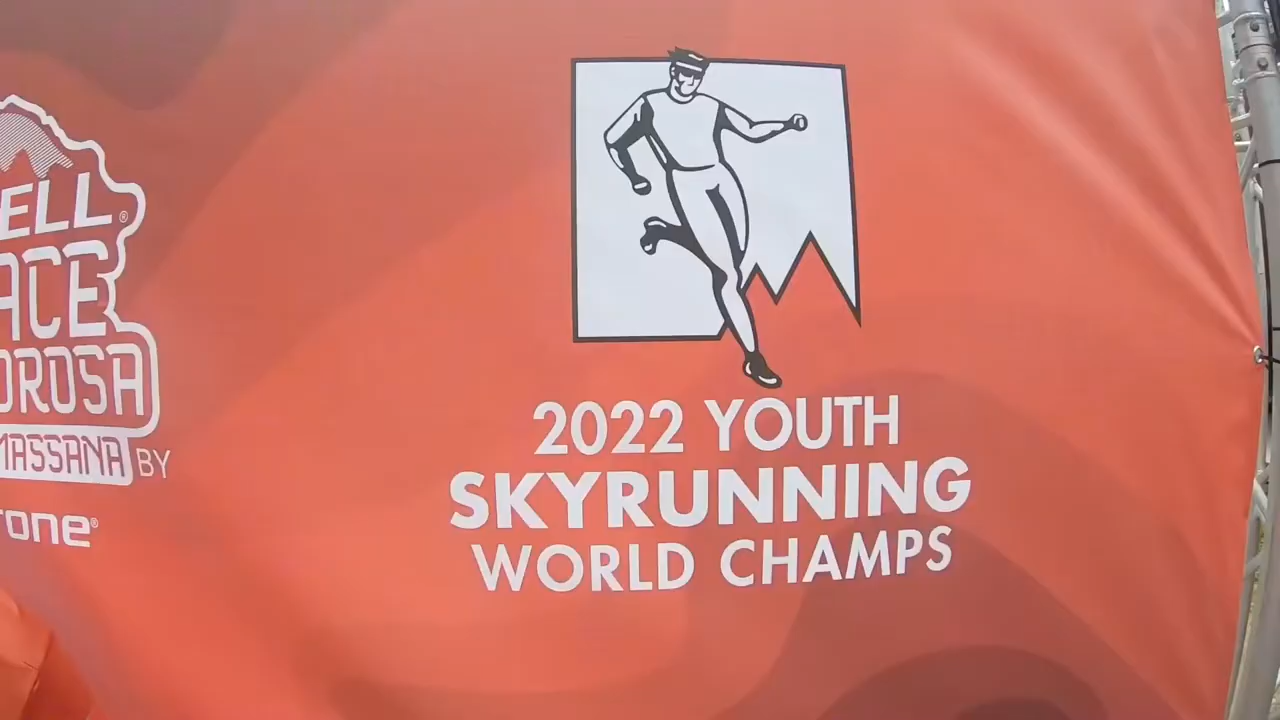 ELL®
ACE
OROSA
MASSANA BY
rone®
2022 YOUTH
SKYRUNNING
WORLD CHAMPS